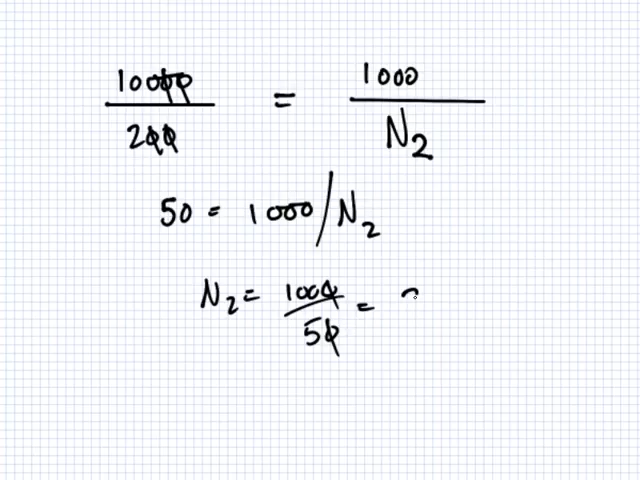 10000/200 = 1000/N₂
50 = 1000/N₂
N₂ = 1000/50 =